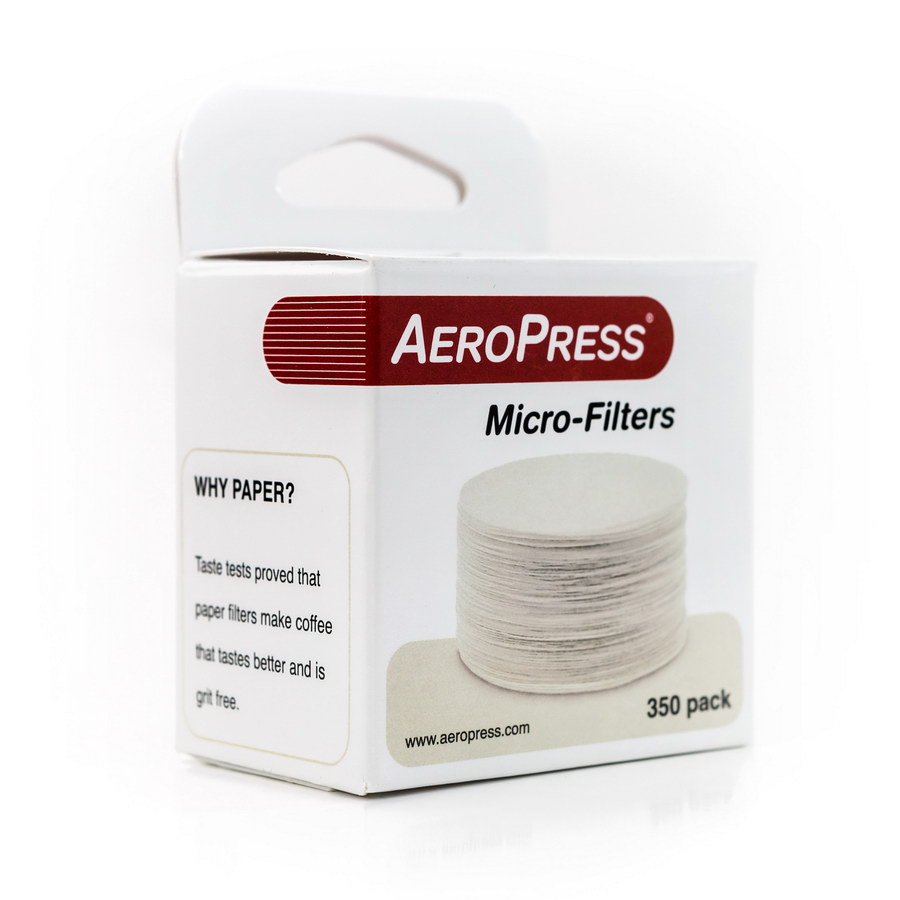 AEROPRESS®
Micro-Filters
WHY PAPER?
Taste tests proved that
paper filters make coffee
that tastes better and is
grit free.
350 pack
www.aeropress.com